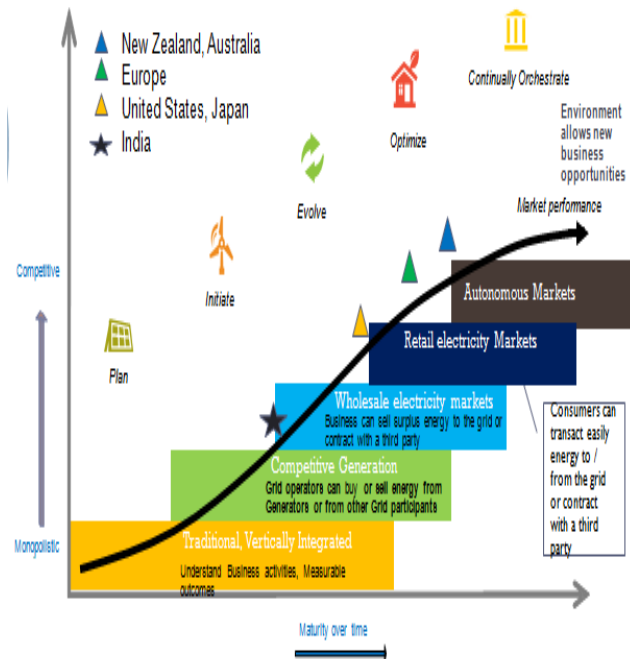 New Zealand, Australia
Europe
United States, Japan
India
Continually Orchestrate
Optimize
Evolve
Initiate
Plan
Environment
allows new
business
opportunities
Market performance
Competitive
Monopolistic
Autonomous Markets
Retail electricity Markets
Wholesale electricity markets
Business can sell surplus energy to the grid or
contract with a third party
Competitive Generation
Grid operators can buy or sell energy from
Generators or from other Grid participants
Traditional, Vertically Integrated
Understand Business activities, Measurable
outcomes
Consumers can
transact easily
energy to /
from the grid
or contract
with a third
party
Maturity over time